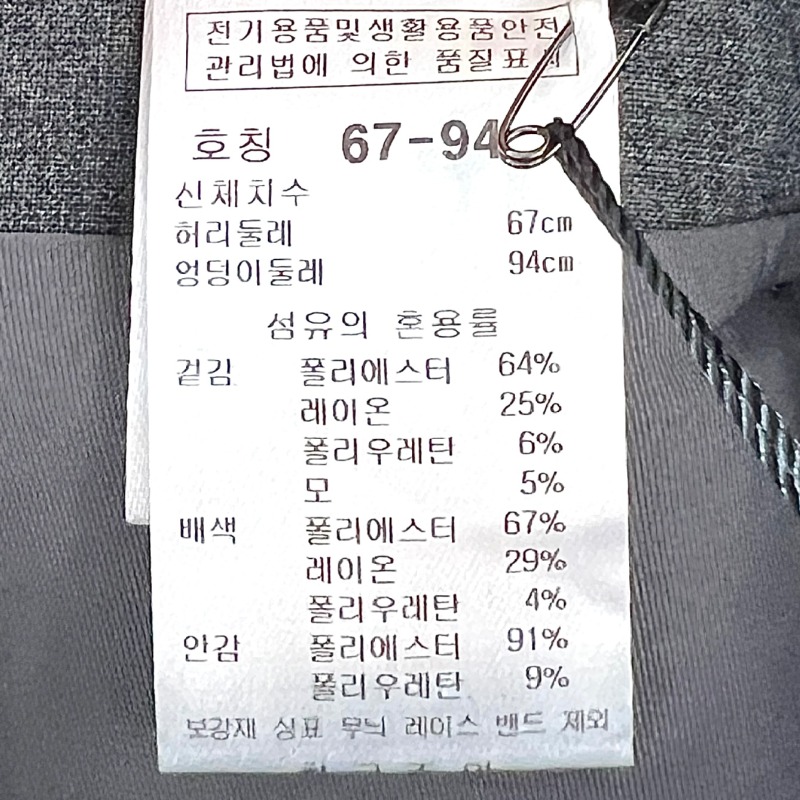 전기용품및생활용품안전
관리법에 의한 품질표시
호칭 67-94
신체치수
허리둘레 67cm
엉덩이둘레 94cm
섬유의 혼용률
겉감 폴리에스터 64%
레이온 25%
폴리우레탄 6%
모 5%
배색 폴리에스터 67%
레이온 29%
폴리우레탄 4%
안감 폴리에스터 91%
폴리우레탄 9%
보강재 상표 무늬 레이스 밴드 제외